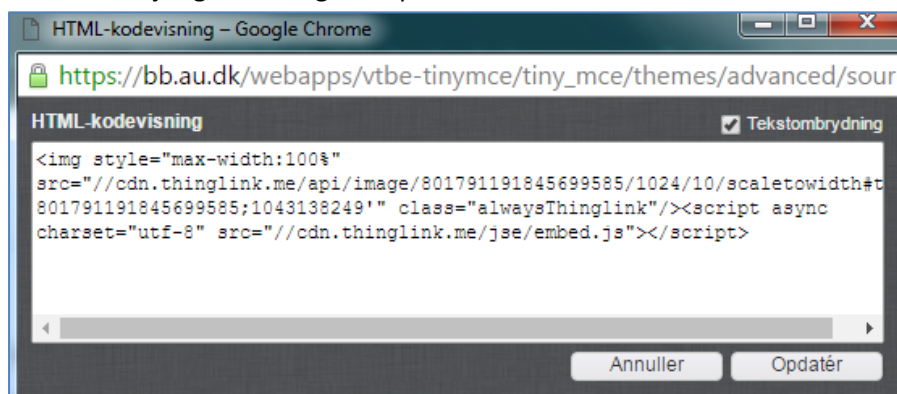 HTML-kodevisning – Google Chrome
https://bb.au.dk/webapps/vtbe-tinymce/tiny_mce/themes/advanced/sour
HTML-kodevisning
Tekstombrydning
<img style="max-width:100%"
src="//cdn.thinglink.me/api/image/801791191845699585/1024/10/scaletowidth#t
801791191845699585;1043138249'" class="alwaysThinglink"/><script async
charset="utf-8" src="//cdn.thinglink.me/jse/embed.js"></script>
Annuller
Opdatér